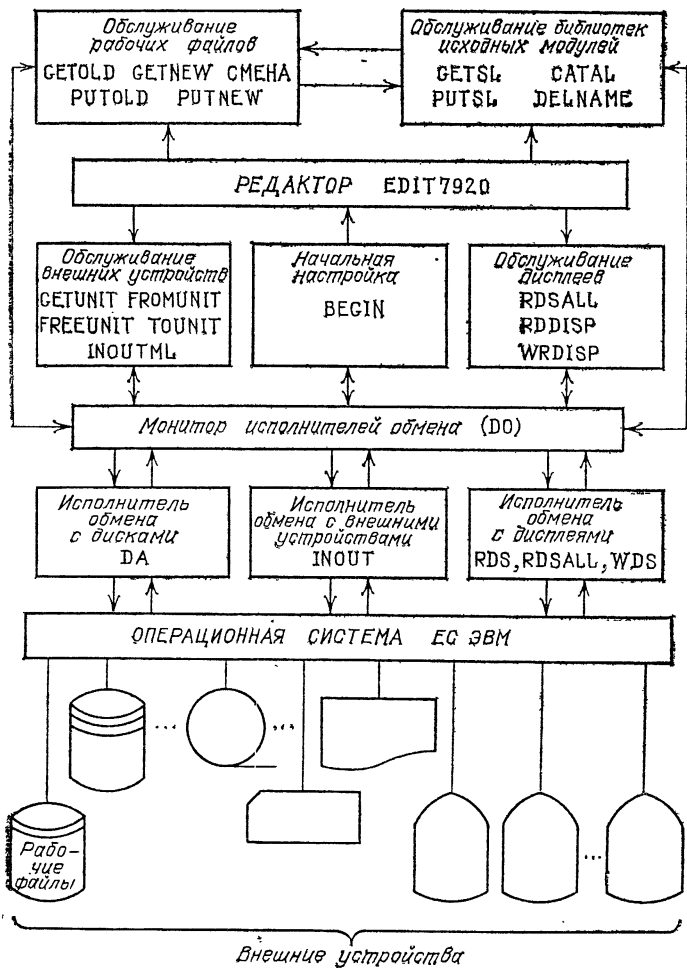 Обслуживание
рабочих файлов
GETOLD GETNEW СМЕНА
PUTOLD PUTNEW
Обслуживание библиотек
исходных модулей
GETSL CATAL
PUTSL DELNAME
РЕДАКТОР EDIT7920
Обслуживание
внешних устройств
GETUNIT FROMUNIT
FREEUNIT TOUNIT
INOUTML
Начальная
настройка
BEGIN
Обслуживание
дисплеев
RDSALL
RDDISP
WRDISP
Монитор исполнителей обмена (DO)
Исполнитель
обмена
с дисками
DA
Исполнитель
обмена с внешними
устройствами
INOUT
Исполнитель
обмена
с дисплеями
RDS, RDSALL, WDS
ОПЕРАЦИОННАЯ СИСТЕМА ЕС ЭВМ
...
...
Рабо-
чие
файлы
...
Внешние устройства